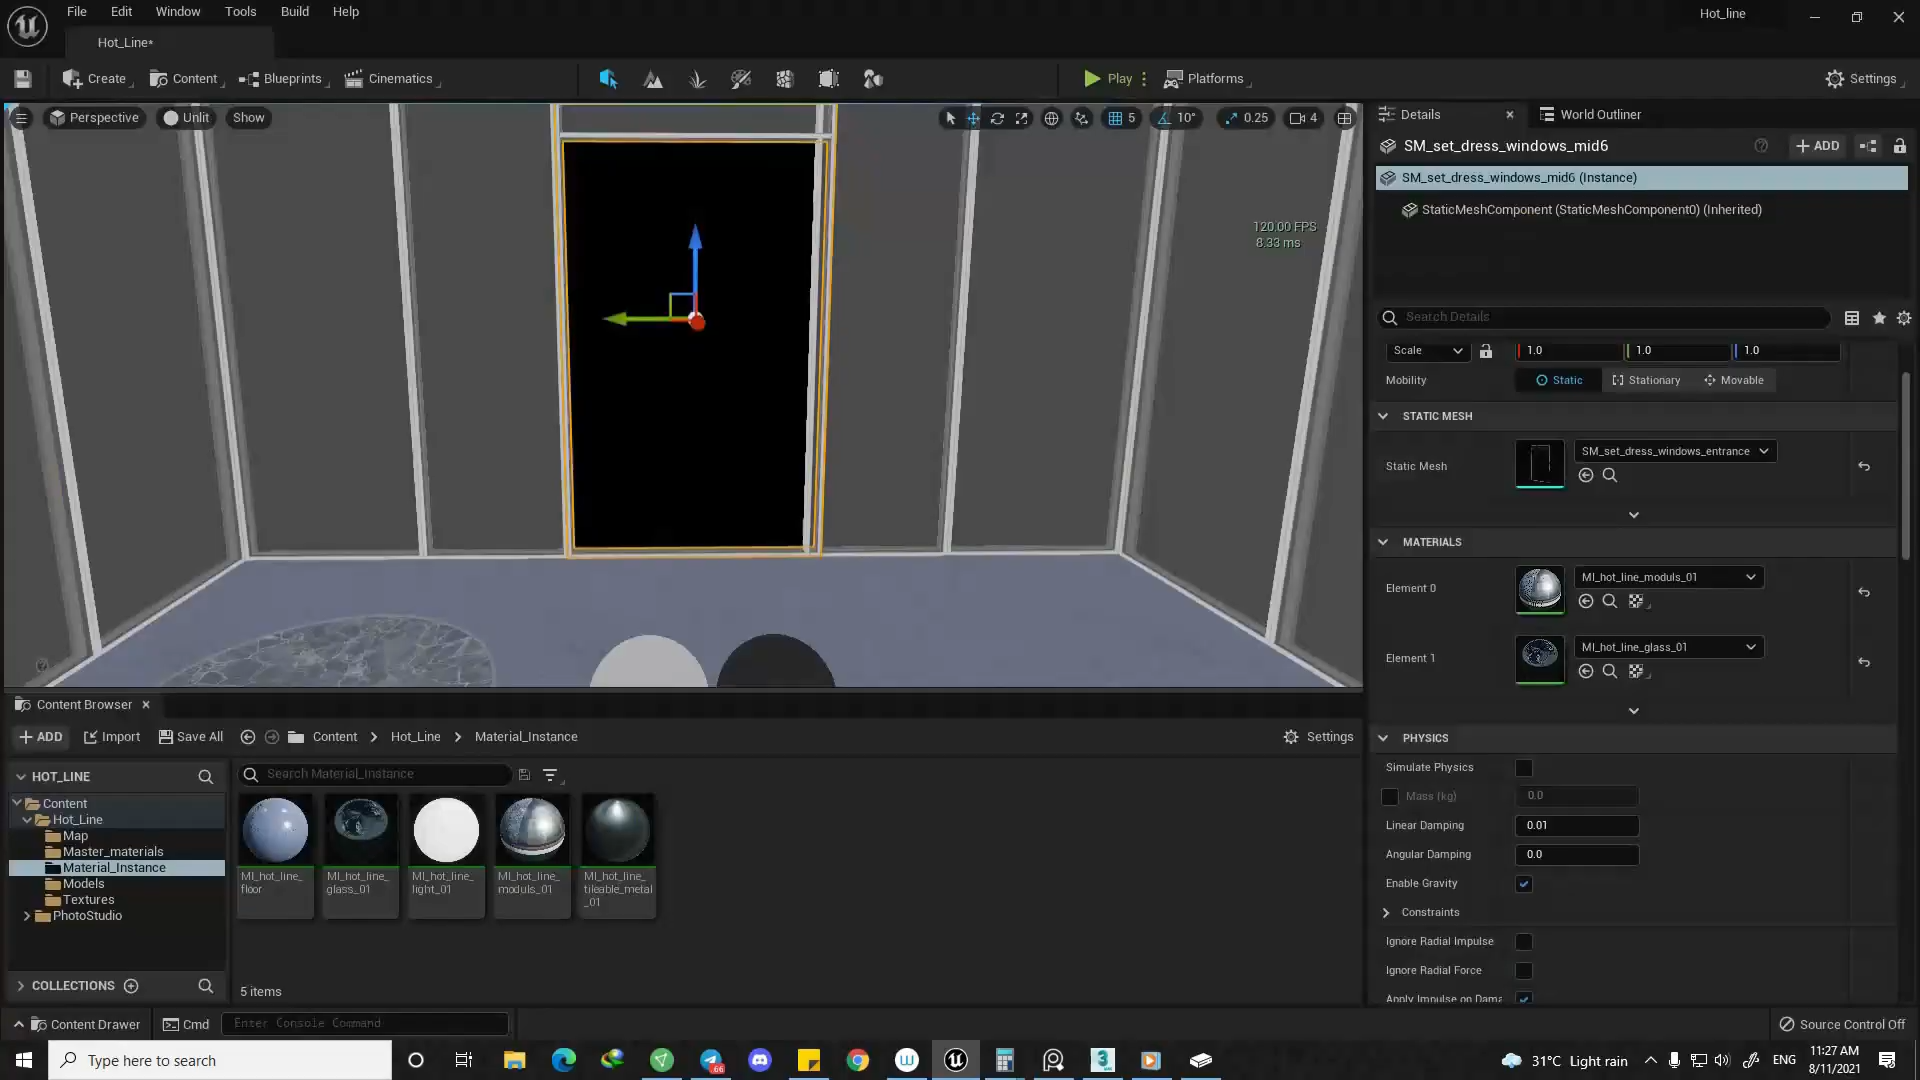 File Edit Window Tools Build Help
Hot_line
Hot_Line*
Create Content Blueprints Cinematics Play Platforms Settings
Perspective Unlit Show 5 10° 0.25 4
120.00 FPS
8.33 ms
Details World Outliner
SM_set_dress_windows_mid6 ADD
SM_set_dress_windows_mid6 (Instance)
StaticMeshComponent (StaticMeshComponent0) (Inherited)
Search Details
Scale 1.0 1.0 1.0
Mobility Static Stationary Movable
STATIC MESH
Static Mesh SM_set_dress_windows_entrance
MATERIALS
Element 0 MI_hot_line_moduls_01
Element 1 MI_hot_line_glass_01
PHYSICS
Simulate Physics
Mass (kg) 0.0
Linear Damping 0.01
Angular Damping 0.0
Enable Gravity
Constraints
Ignore Radial Impulse
Ignore Radial Force
Apply Impulse on Dama
Content Browser
ADD Import Save All Content Hot_Line Material_Instance Settings
HOT_LINE
Search Material_Instance
Content
Hot_Line
Map
Master_materials
Material_Instance
Models
Textures
PhotoStudio
MI_hot_line_
floor
MI_hot_line_
glass_01
MI_hot_line_
light_01
MI_hot_line_
moduls_01
MI_hot_line_
tileable_metal
_01
COLLECTIONS
5 items
Content Drawer Cmd Enter Console Command Source Control Off
Type here to search
66
31°C Light rain
ENG
11:27 AM
8/11/2021